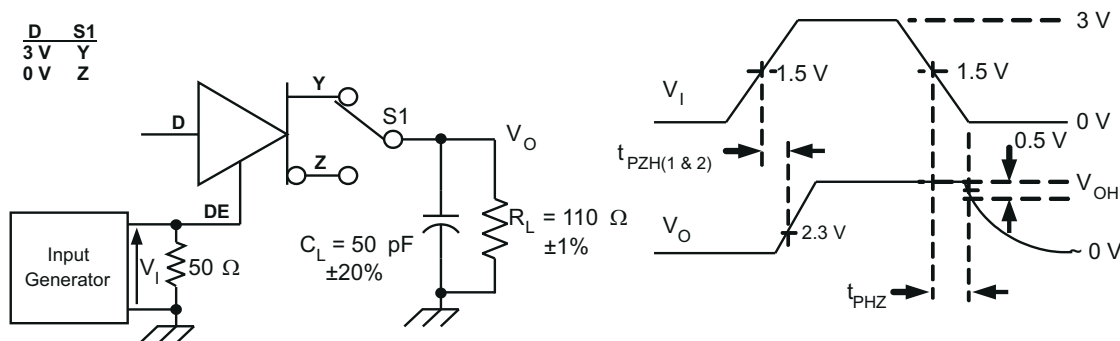 D S1
3 V Y
0 V Z
D
Y
Z
S1
V_O
DE
Input
Generator
V_I
50 Ω
C_L = 50 pF
±20%
R_L = 110 Ω
±1%
3 V
1.5 V
1.5 V
V_I
0 V
0.5 V
t_PZH(1 & 2)
V_OH
V_O
2.3 V
~ 0 V
t_PHZ